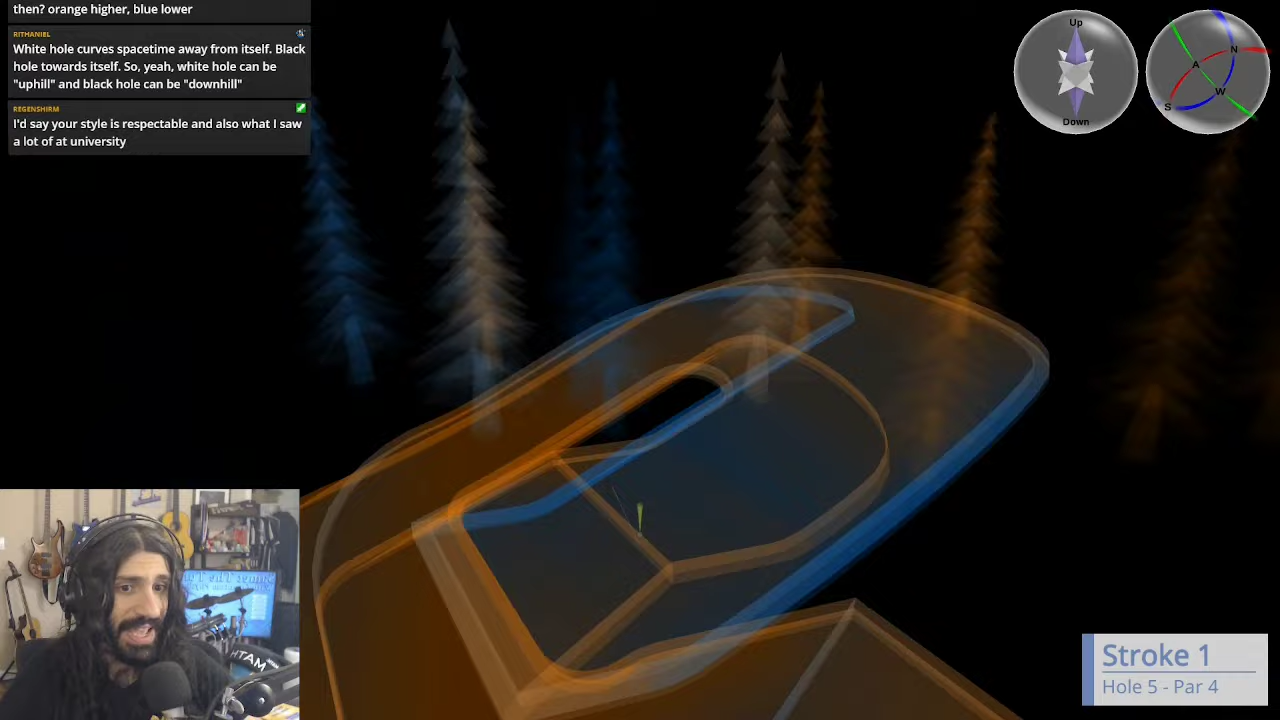 then? orange higher, blue lower
RITHANIEL
White hole curves spacetime away from itself. Black
hole towards itself. So, yeah, white hole can be
"uphill" and black hole can be "downhill"
REGENSHIRM
I'd say your style is respectable and also what I saw
a lot of at university
Up
Down
N
A
W
S
Stroke 1
Hole 5 - Par 4